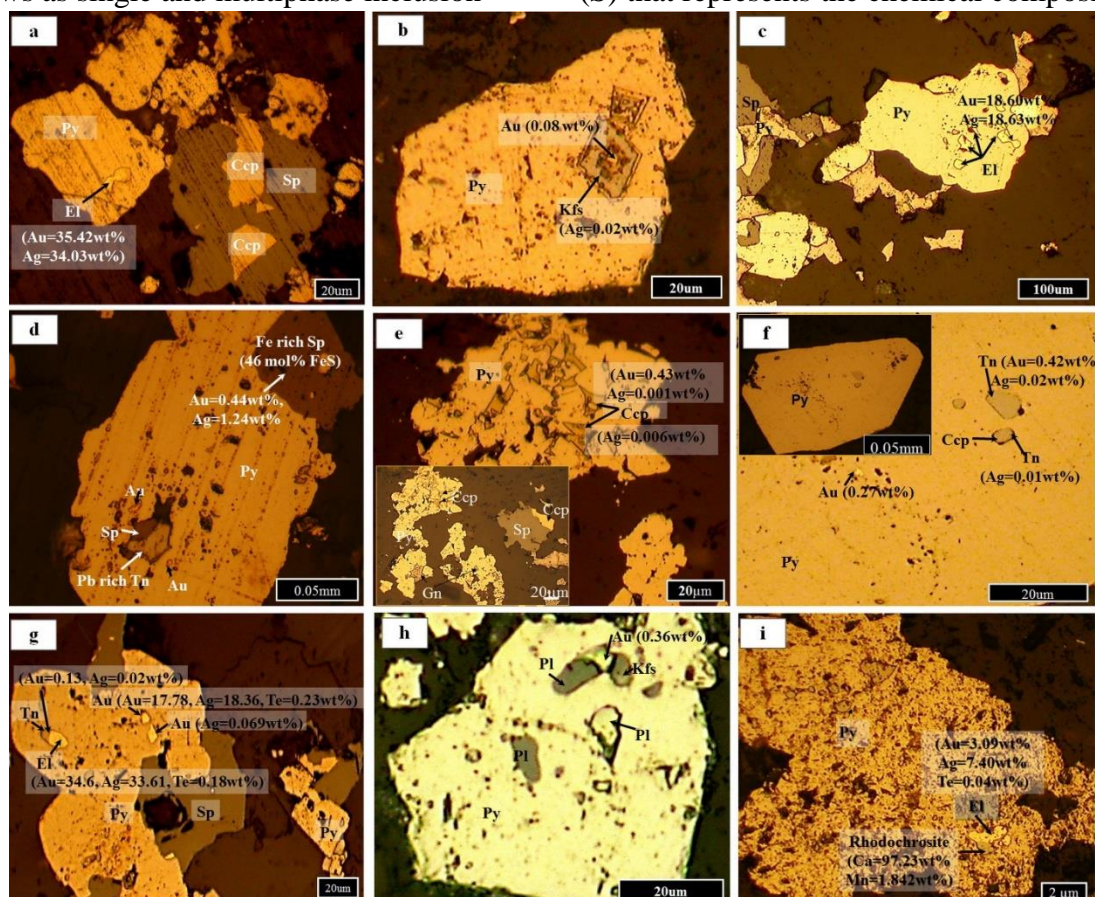 ws as single and multiphase inclusion
(S) that represents the chemical composi
a
Py
Ccp
Sp
El
(Au=35.42wt%
Ag=34.03wt%)
Ccp
20um
b
Au (0.08wt%)
Py
Kfs
(Ag=0.02wt%)
20um
c
Sp
Py
Py
Au=18.60wt%
Ag=18.63wt%
El
100um
d
Fe rich Sp
(46 mol% FeS)
Au=0.44wt%,
Ag=1.24wt%
Py
Au
Sp
Pb rich Tn
Au
0.05mm
e
Py
(Au=0.43wt%
Ag=0.001wt%)
Ccp
(Ag=0.006wt%)
Ccp
Ccp
Sp
Py
Gn
20µm
20µm
f
Py
0.05mm
Tn (Au=0.42wt%
Ag=0.02wt%)
Ccp
Tn
(Ag=0.01wt%)
Au (0.27wt%)
Py
20um
g
(Au=0.13, Ag=0.02wt%)
Au (Au=17.78, Ag=18.36, Te=0.23wt%)
Tn
Au (Ag=0.069wt%)
El
(Au=34.6, Ag=33.61, Te=0.18wt%)
Py
Sp
Py
20um
h
Au (0.36wt%)
Pl
Kfs
Pl
Pl
Py
20um
i
Py
(Au=3.09wt%
Ag=7.40wt%
Te=0.04wt%)
El
Rhodochrosite
(Ca=97.23wt%
Mn=1.842wt%)
2 µm